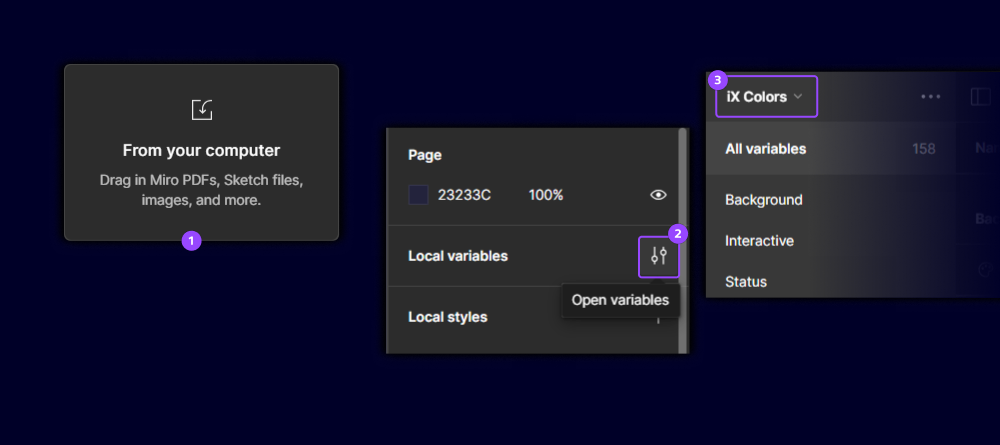 From your computer
Drag in Miro PDFs, Sketch files,
images, and more.
1
Page
23233C 100%
Local variables
2
Open variables
Local styles
3
iX Colors
All variables 158
Background
Interactive
Status